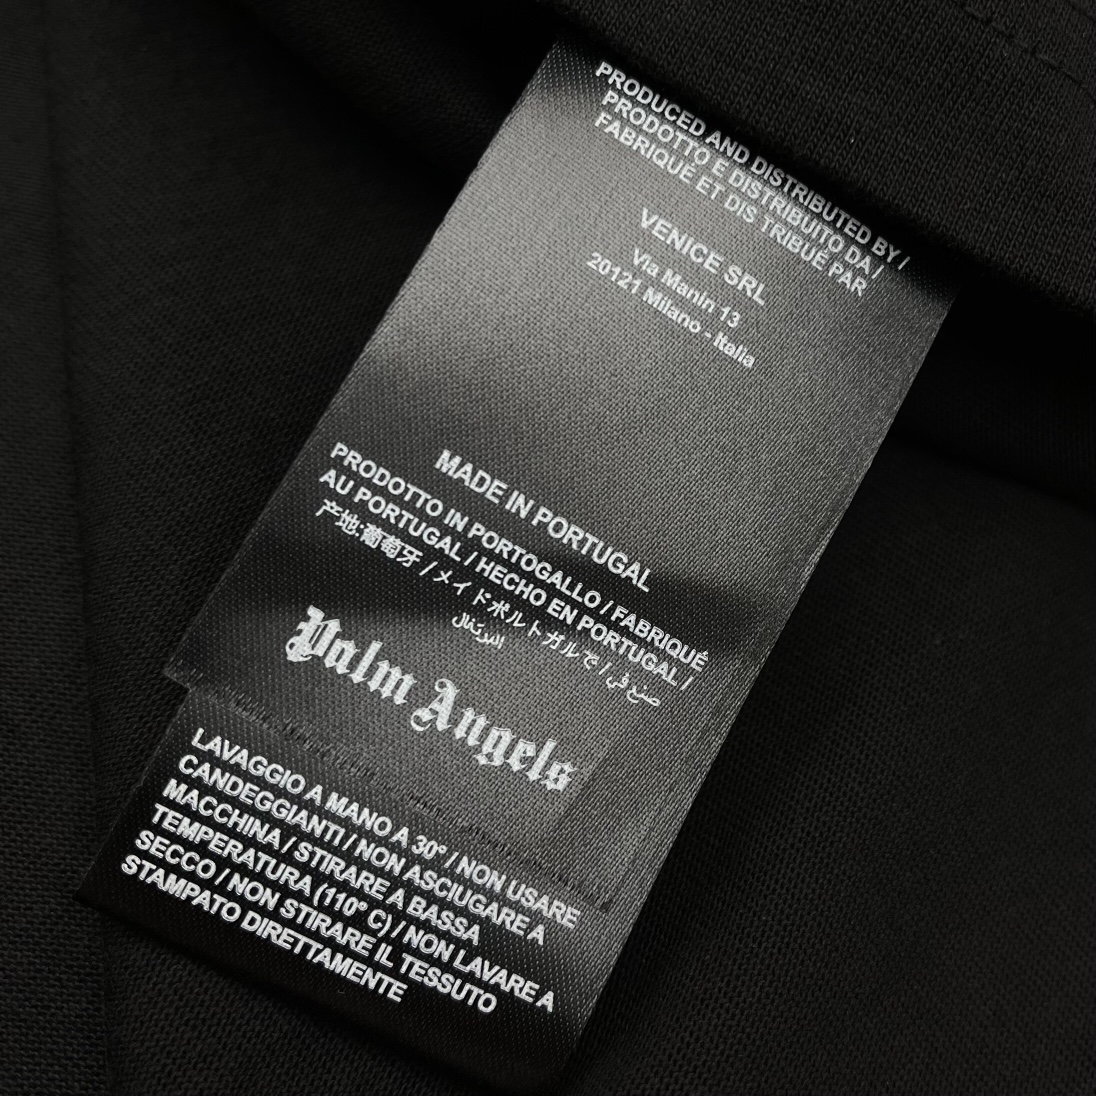 PRODUCED AND DISTRIBUTED BY /
PRODOTTO E DISTRIBUITO DA /
FABRIQUÉ ET DIS TRIBUÉ PAR
VENICE SRL
Via Manin 13
20121 Milano - Italia
MADE IN PORTUGAL
PRODOTTO IN PORTOGALLO / FABRIQUÉ
AU PORTUGAL / HECHO EN PORTUGAL /
产地:葡萄牙 / メイドポルトガルで / صنع في
البرتغال
Palm Angels
LAVAGGIO A MANO A 30° / NON USARE
CANDEGGIANTI / NON ASCIUGARE A
MACCHINA / STIRARE A BASSA
TEMPERATURA (110° C) / NON LAVARE A
SECCO / NON STIRARE IL TESSUTO
STAMPATO DIRETTAMENTE